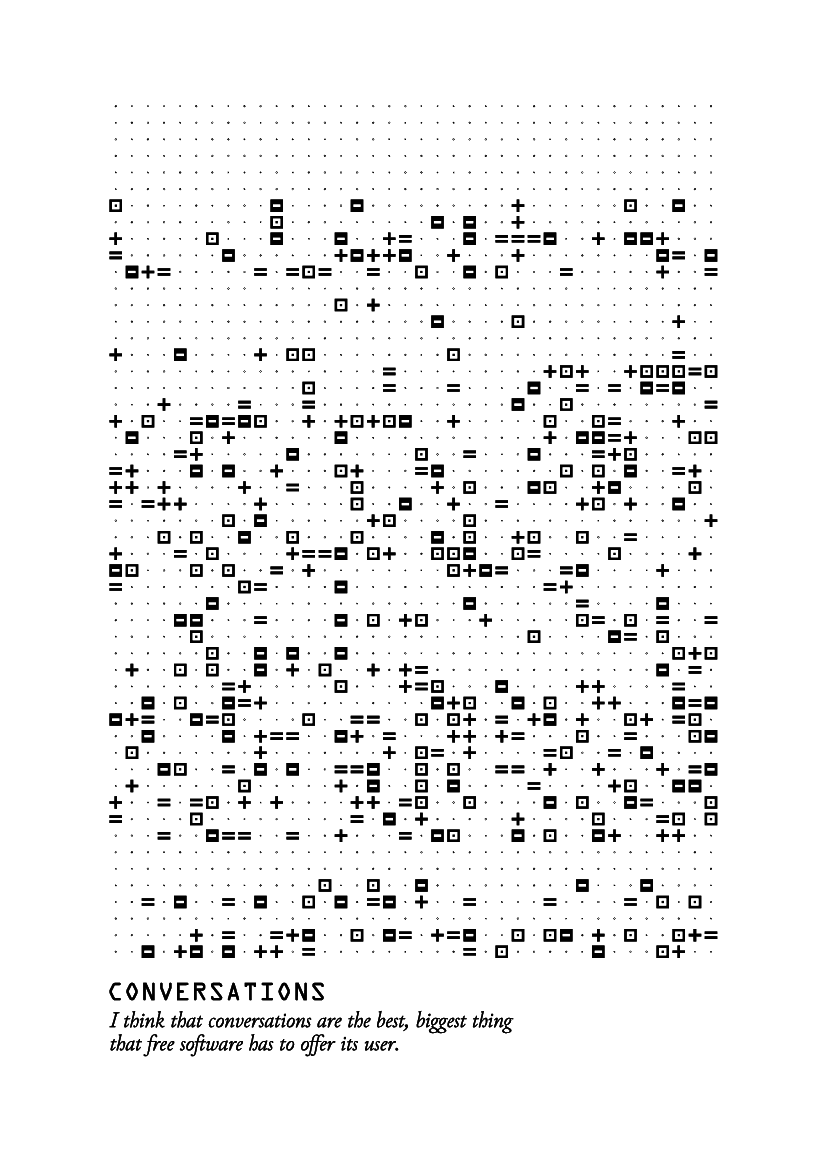 CONVERSATIONS
I think that conversations are the best, biggest thing
that free software has to offer its user.